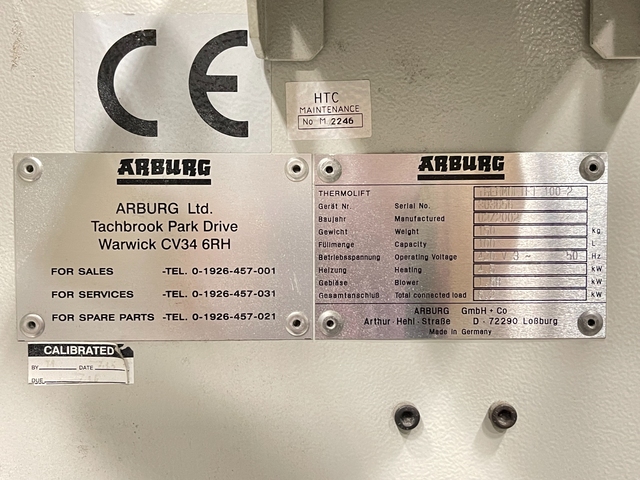 CE
HTC
MAINTENANCE
No M 2246
ARBURG
ARBURG Ltd.
Tachbrook Park Drive
Warwick CV34 6RH
FOR SALES -TEL. 0-1926-457-001
FOR SERVICES -TEL. 0-1926-457-031
FOR SPARE PARTS -TEL. 0-1926-457-021
ARBURG
THERMOLIFT THERMOLIFT 100-2
Gerät Nr. Serial No.
Baujahr Manufactured
Gewicht Weight Kg
Füllmenge Capacity L
Betriebsspannung Operating Voltage 50 Hz
Heizung Heating kW
Gebläse Blower kW
Gesamtanschluß Total connected load kW
ARBURG GmbH + Co
Arthur-Hehl-Straße D-72290 Loßburg
Made in Germany
CALIBRATED
BY DATE
DUE